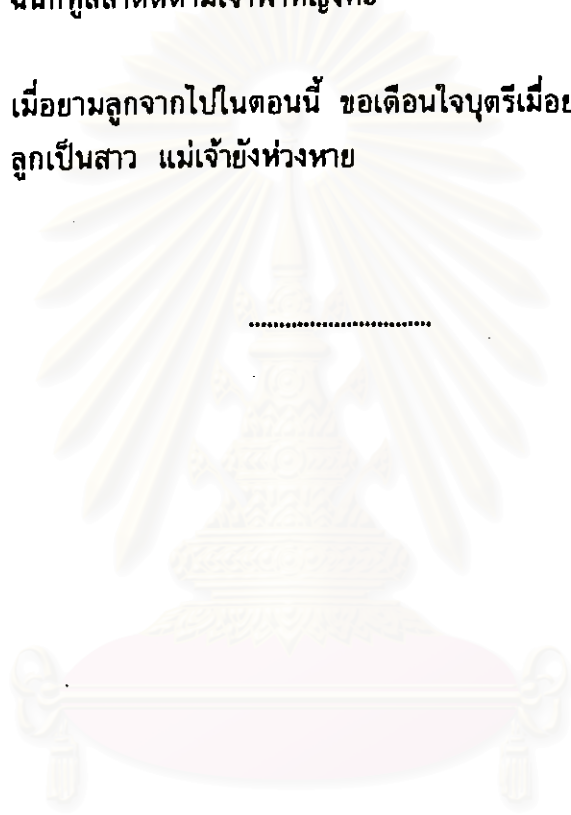 เมื่อยามลูกจากไปในตอนนี้ ขอเตือนใจบุตรีเมื่อย
ลูกเป็นสาว แม่เจ้ายังห่วงหาย
..............................